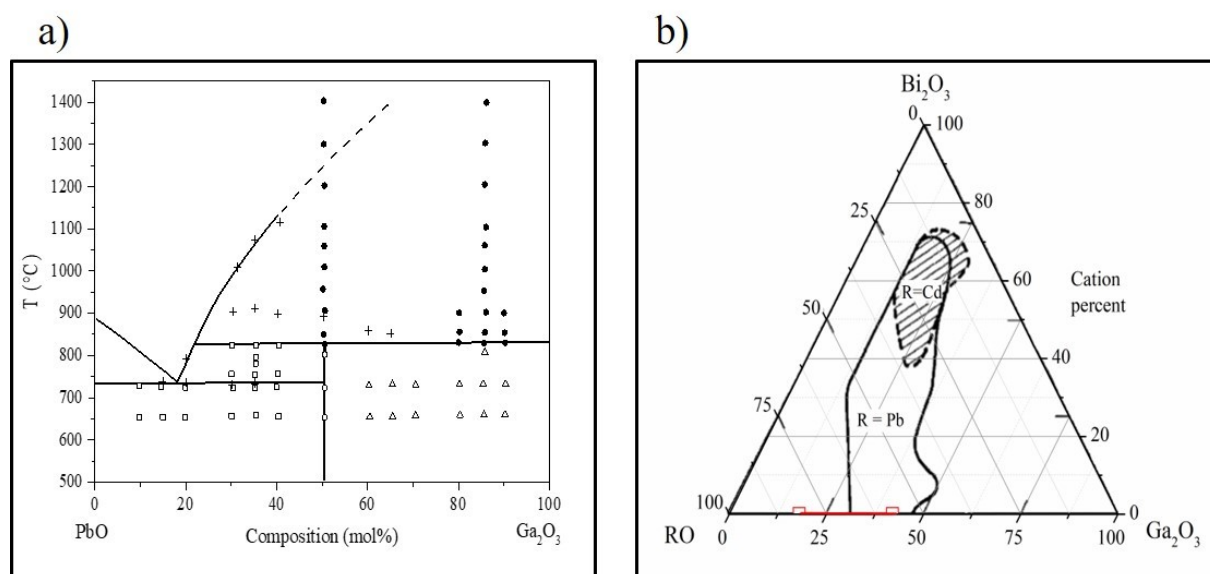 a)
b)
1400
1300
1200
1100
1000
900
800
700
600
500
T (°C)
0
20
40
60
80
100
PbO
Composition (mol%)
Ga₂O₃
Bi₂O₃
0
100
25
80
R=Cd
60
Cation
percent
50
40
75
R = Pb
20
100
0
RO
0
25
50
75
100
Ga₂O₃